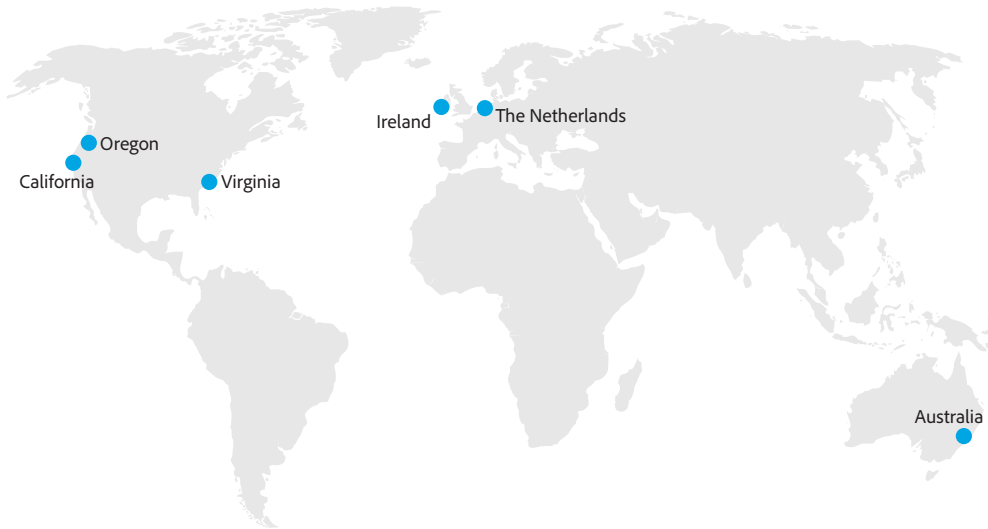 Ireland
The Netherlands
Oregon
California
Virginia
Australia